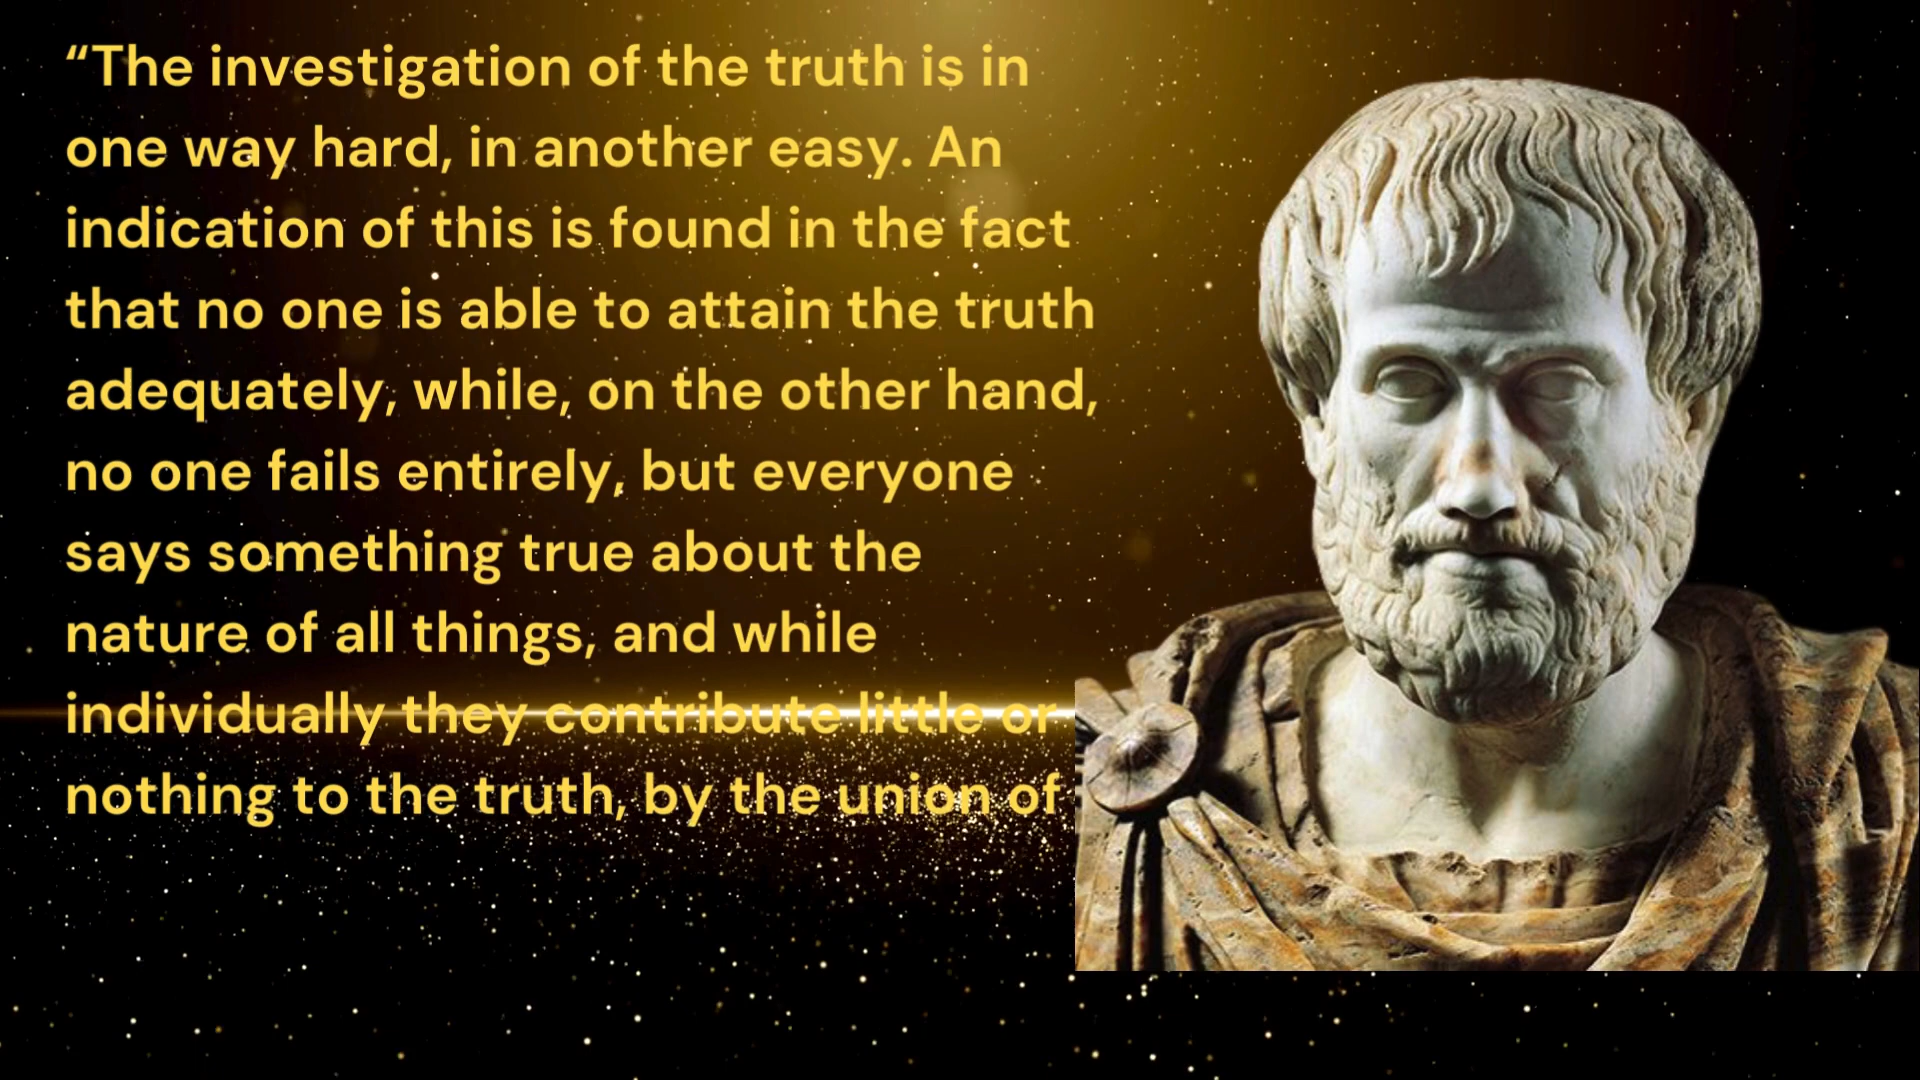 “The investigation of the truth is in
one way hard, in another easy. An
indication of this is found in the fact
that no one is able to attain the truth
adequately, while, on the other hand,
no one fails entirely, but everyone
says something true about the
nature of all things, and while
individually they contribute little or
nothing to the truth, by the union of